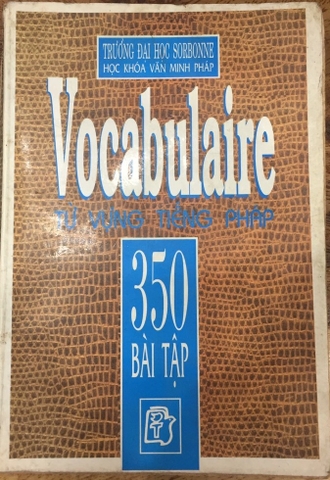 TRƯỜNG ĐẠI HỌC SORBONNE
HỌC KHÓA VĂN MINH PHÁP
Vocabulaire
TỪ VỰNG TIẾNG PHÁP
350
BÀI TẬP